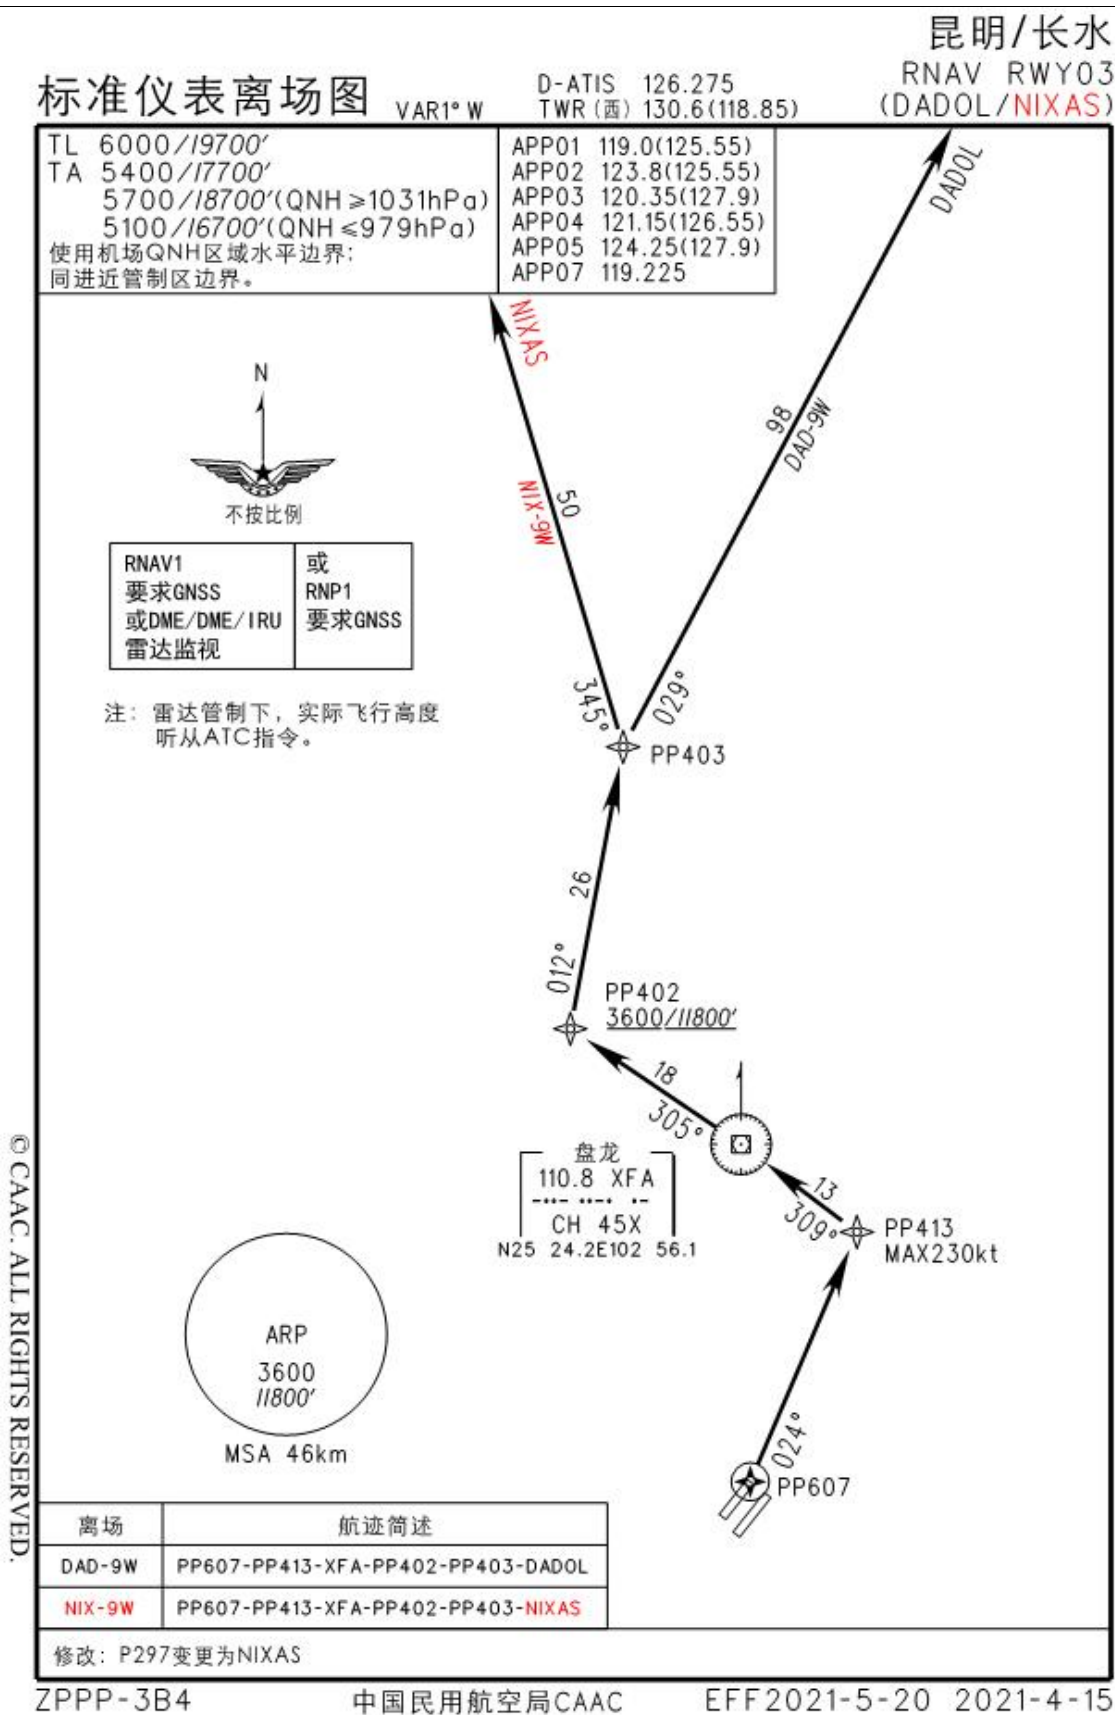 昆明/长水
标准仪表离场图 VAR1° W
D-ATIS 126.275
TWR(西) 130.6(118.85)
RNAV RWY03
(DADOL/NIXAS)
TL 6000/19700′
TA 5400/17700′
5700/18700′(QNH≥1031hPa)
5100/16700′(QNH≤979hPa)
使用机场QNH区域水平边界:
同进近管制区边界。
APP01 119.0(125.55)
APP02 123.8(125.55)
APP03 120.35(127.9)
APP04 121.15(126.55)
APP05 124.25(127.9)
APP07 119.225
DADOL
NIXAS
N
不按比例
98
DAD-9W
50
NIX-9W
RNAV1
要求GNSS
或DME/DME/IRU
雷达监视
或
RNP1
要求GNSS
注: 雷达管制下, 实际飞行高度
听从ATC指令。
345°
029°
PP403
26
012°
PP402
3600/11800′
18
305°
盘龙
110.8 XFA
CH 45X
N25 24.2E102 56.1
13
309°
PP413
MAX230kt
ARP
3600
11800′
MSA 46km
024°
PP607
离场 航迹简述
DAD-9W PP607-PP413-XFA-PP402-PP403-DADOL
NIX-9W PP607-PP413-XFA-PP402-PP403-NIXAS
修改: P297变更为NIXAS
ZPPP-3B4 中国民用航空局CAAC EFF2021-5-20 2021-4-15
© CAAC. ALL RIGHTS RESERVED.